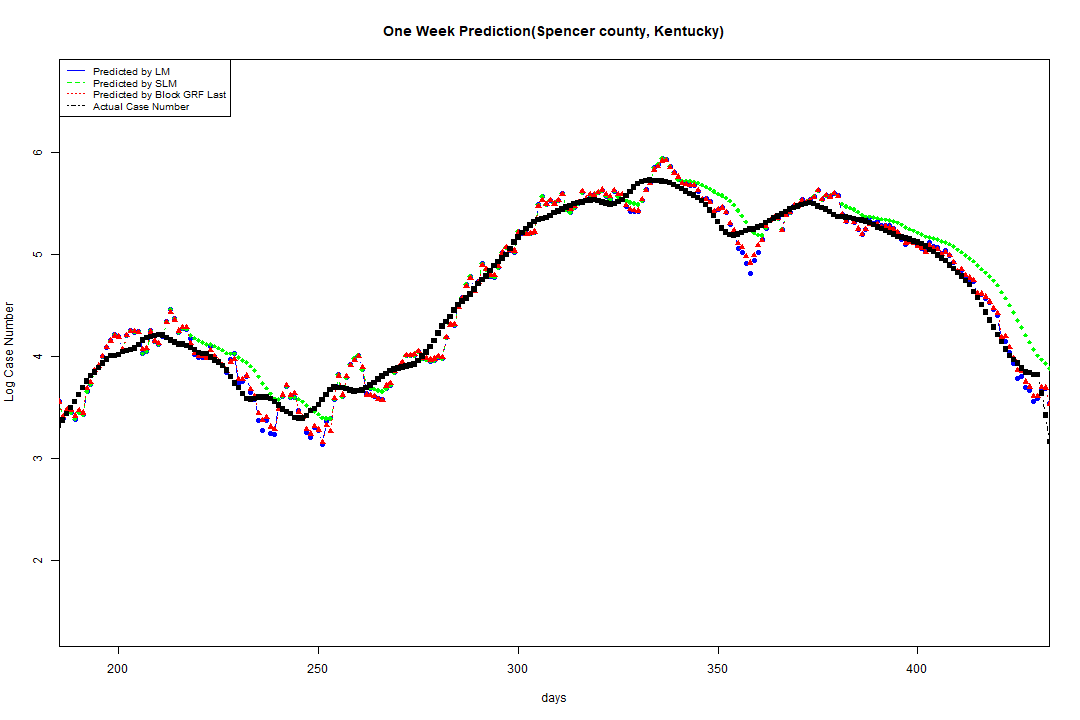 One Week Prediction(Spencer county, Kentucky)
Predicted by LM
Predicted by SLM
Predicted by Block GRF Last
Actual Case Number
Log Case Number
6
5
4
3
2
200 250 300 350 400
days